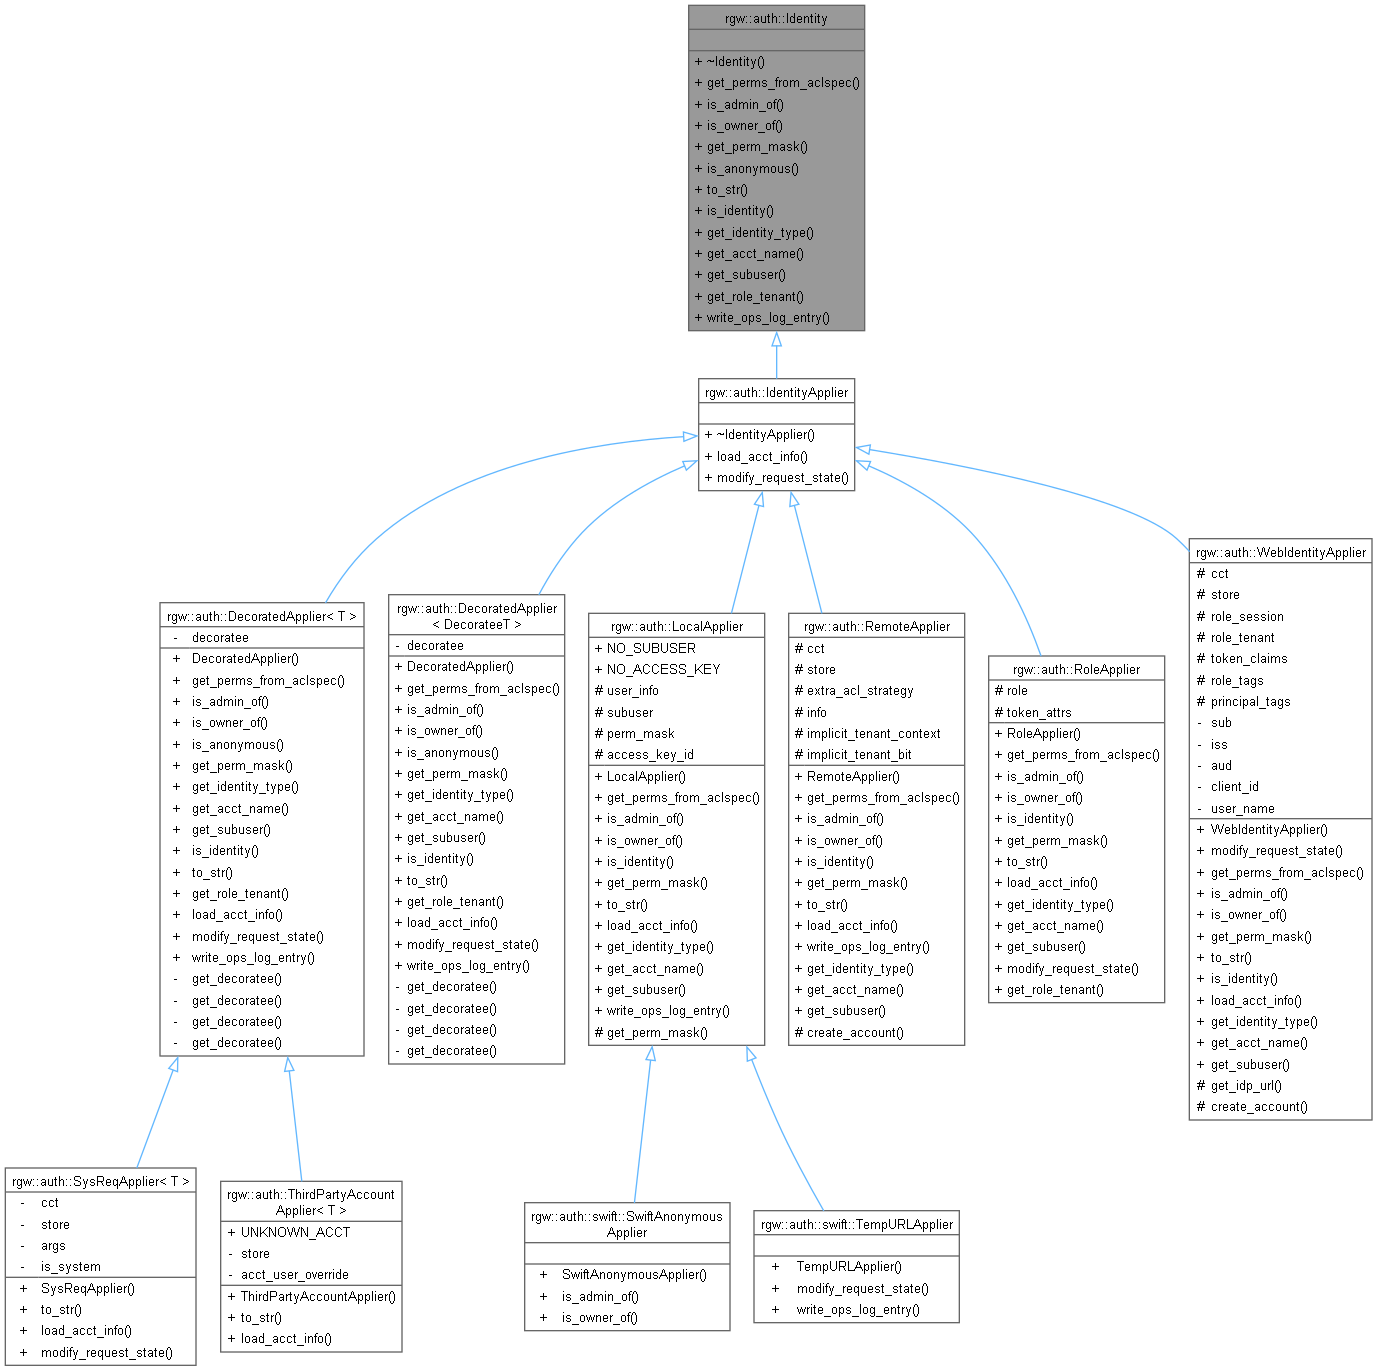 rgw::auth::Identity
+ ~Identity()
+ get_perms_from_aclspec()
+ is_admin_of()
+ is_owner_of()
+ get_perm_mask()
+ is_anonymous()
+ to_str()
+ is_identity()
+ get_identity_type()
+ get_acct_name()
+ get_subuser()
+ get_role_tenant()
+ write_ops_log_entry()
rgw::auth::IdentityApplier
+ ~IdentityApplier()
+ load_acct_info()
+ modify_request_state()
rgw::auth::DecoratedApplier< T >
- decoratee
+ DecoratedApplier()
+ get_perms_from_aclspec()
+ is_admin_of()
+ is_owner_of()
+ is_anonymous()
+ get_perm_mask()
+ get_identity_type()
+ get_acct_name()
+ get_subuser()
+ is_identity()
+ to_str()
+ get_role_tenant()
+ load_acct_info()
+ modify_request_state()
+ write_ops_log_entry()
- get_decoratee()
- get_decoratee()
- get_decoratee()
- get_decoratee()
rgw::auth::DecoratedApplier
< DecorateeT >
- decoratee
+ DecoratedApplier()
+ get_perms_from_aclspec()
+ is_admin_of()
+ is_owner_of()
+ is_anonymous()
+ get_perm_mask()
+ get_identity_type()
+ get_acct_name()
+ get_subuser()
+ is_identity()
+ to_str()
+ get_role_tenant()
+ load_acct_info()
+ modify_request_state()
+ write_ops_log_entry()
- get_decoratee()
- get_decoratee()
- get_decoratee()
- get_decoratee()
rgw::auth::LocalApplier
+ NO_SUBUSER
+ NO_ACCESS_KEY
# user_info
# subuser
# perm_mask
# access_key_id
+ LocalApplier()
+ get_perms_from_aclspec()
+ is_admin_of()
+ is_owner_of()
+ is_identity()
+ get_perm_mask()
+ to_str()
+ load_acct_info()
+ get_identity_type()
+ get_acct_name()
+ get_subuser()
+ write_ops_log_entry()
# get_perm_mask()
rgw::auth::RemoteApplier
# cct
# store
# extra_acl_strategy
# info
# implicit_tenant_context
# implicit_tenant_bit
+ RemoteApplier()
+ get_perms_from_aclspec()
+ is_admin_of()
+ is_owner_of()
+ is_identity()
+ get_perm_mask()
+ to_str()
+ load_acct_info()
+ write_ops_log_entry()
+ get_identity_type()
+ get_acct_name()
+ get_subuser()
# create_account()
rgw::auth::RoleApplier
# role
# token_attrs
+ RoleApplier()
+ get_perms_from_aclspec()
+ is_admin_of()
+ is_owner_of()
+ is_identity()
+ get_perm_mask()
+ to_str()
+ load_acct_info()
+ get_identity_type()
+ get_acct_name()
+ get_subuser()
+ modify_request_state()
+ get_role_tenant()
rgw::auth::WebIdentityApplier
# cct
# store
# role_session
# role_tenant
# token_claims
# role_tags
# principal_tags
- sub
- iss
- aud
- client_id
- user_name
+ WebIdentityApplier()
+ modify_request_state()
+ get_perms_from_aclspec()
+ is_admin_of()
+ is_owner_of()
+ get_perm_mask()
+ to_str()
+ is_identity()
+ load_acct_info()
+ get_identity_type()
+ get_acct_name()
+ get_subuser()
# get_idp_url()
# create_account()
rgw::auth::SysReqApplier< T >
- cct
- store
- args
- is_system
+ SysReqApplier()
+ to_str()
+ load_acct_info()
+ modify_request_state()
rgw::auth::ThirdPartyAccount
Applier< T >
+ UNKNOWN_ACCT
- store
- acct_user_override
+ ThirdPartyAccountApplier()
+ to_str()
+ load_acct_info()
rgw::auth::swift::SwiftAnonymous
Applier
+ SwiftAnonymousApplier()
+ is_admin_of()
+ is_owner_of()
rgw::auth::swift::TempURLApplier
+ TempURLApplier()
+ modify_request_state()
+ write_ops_log_entry()